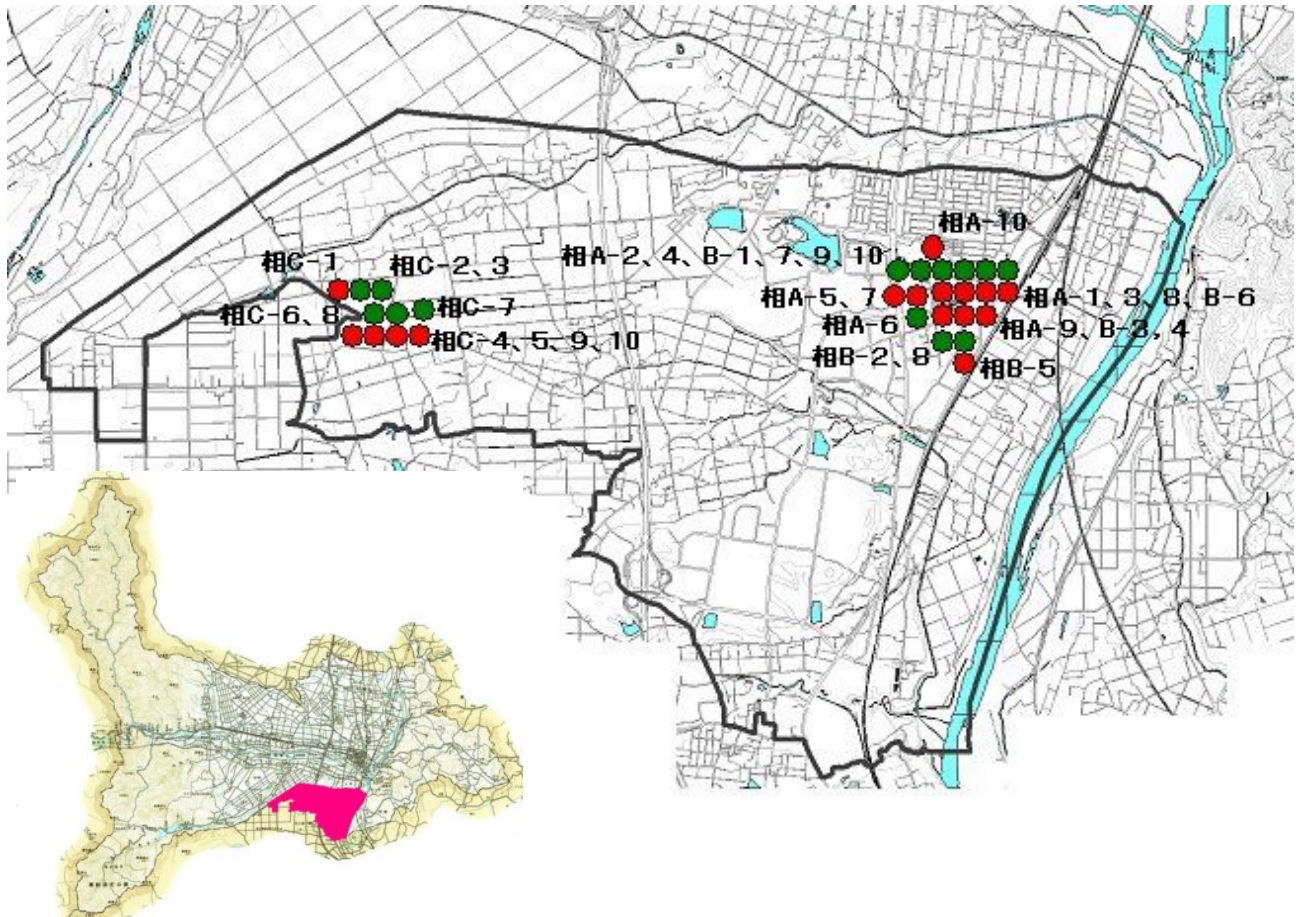 相A-10
相A-2、4、B-1、7、9、10
相C-1
相C-2、3
相A-5、7
相A-1、3、8、B-6
相C-6、8
相C-7
相A-6
相A-9、B-3、4
相C-4、5、9、10
相B-2、8
相B-5